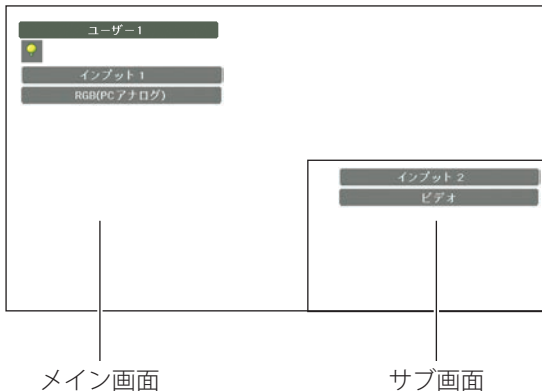 ユーザー1
インプット 1
RGB(PCアナログ)
インプット 2
ビデオ
メイン画面
サブ画面